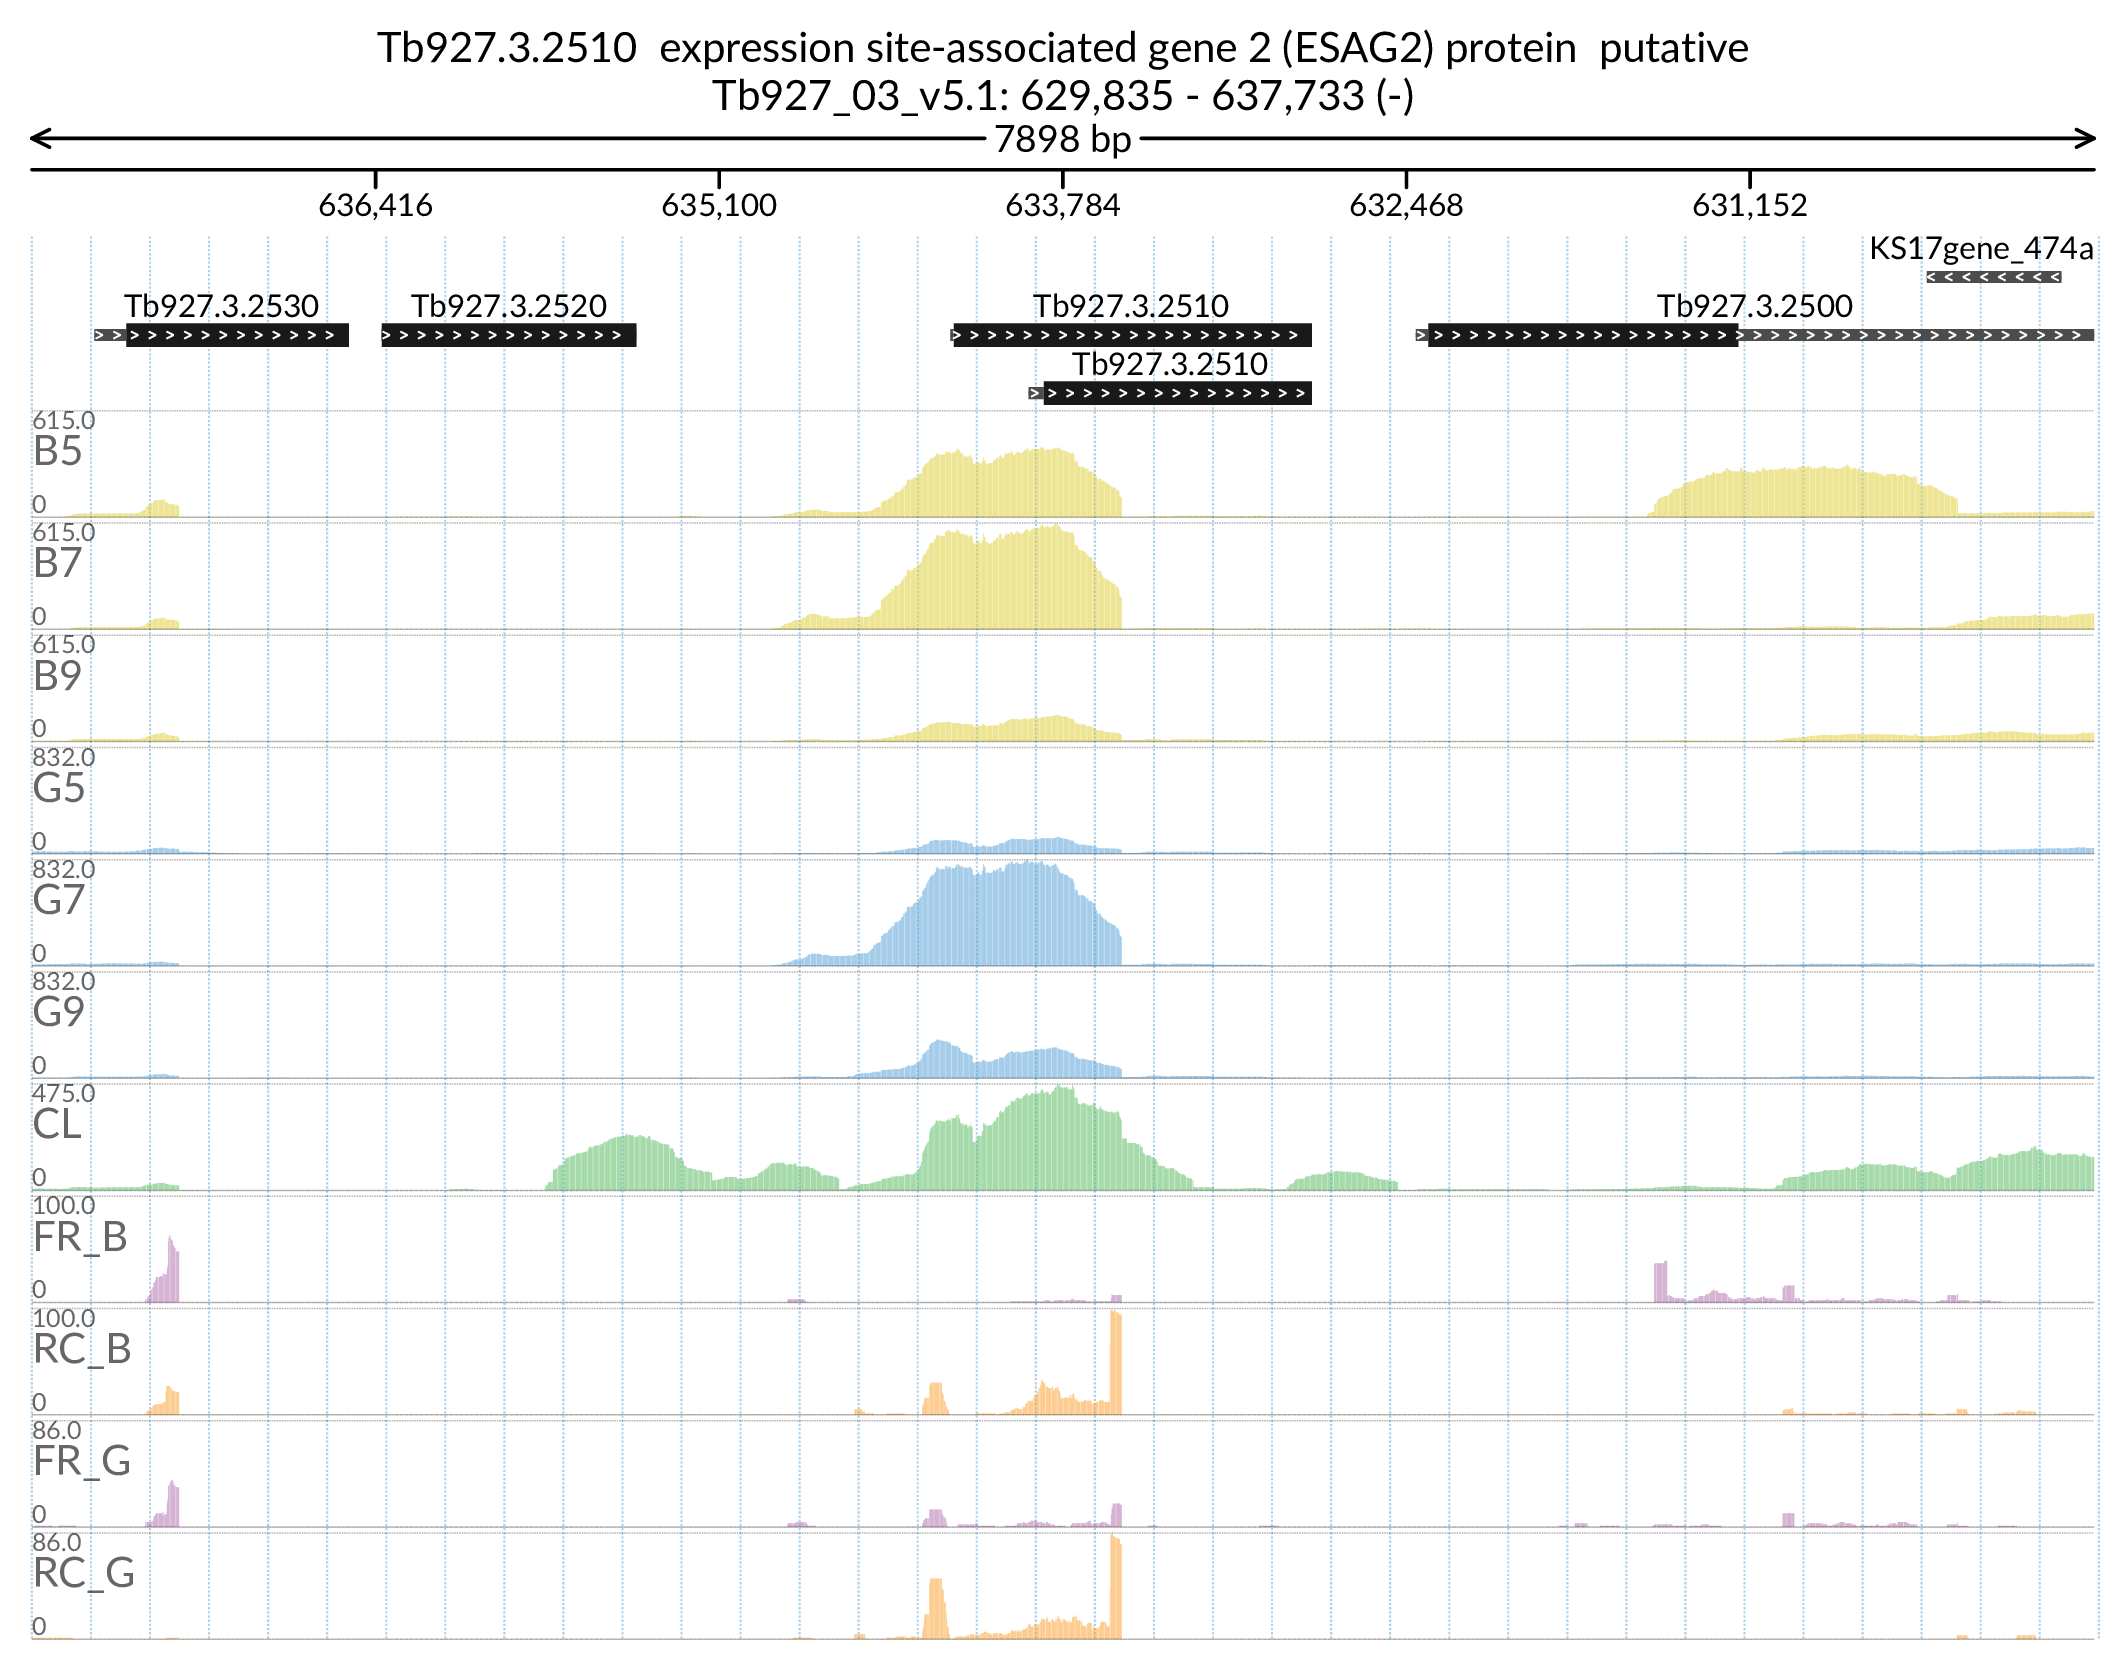 Tb927.3.2510  expression site-associated gene 2 (ESAG2) protein  putative
Tb927_03_v5.1: 629,835 - 637,733 (-)
7898 bp
636,416 635,100 633,784 632,468 631,152
KS17gene_474a
Tb927.3.2530 Tb927.3.2520 Tb927.3.2510 Tb927.3.2500
Tb927.3.2510
615.0
B5
0
615.0
B7
0
615.0
B9
0
832.0
G5
0
832.0
G7
0
832.0
G9
0
475.0
CL
0
100.0
FR_B
0
100.0
RC_B
0
86.0
FR_G
0
86.0
RC_G
0